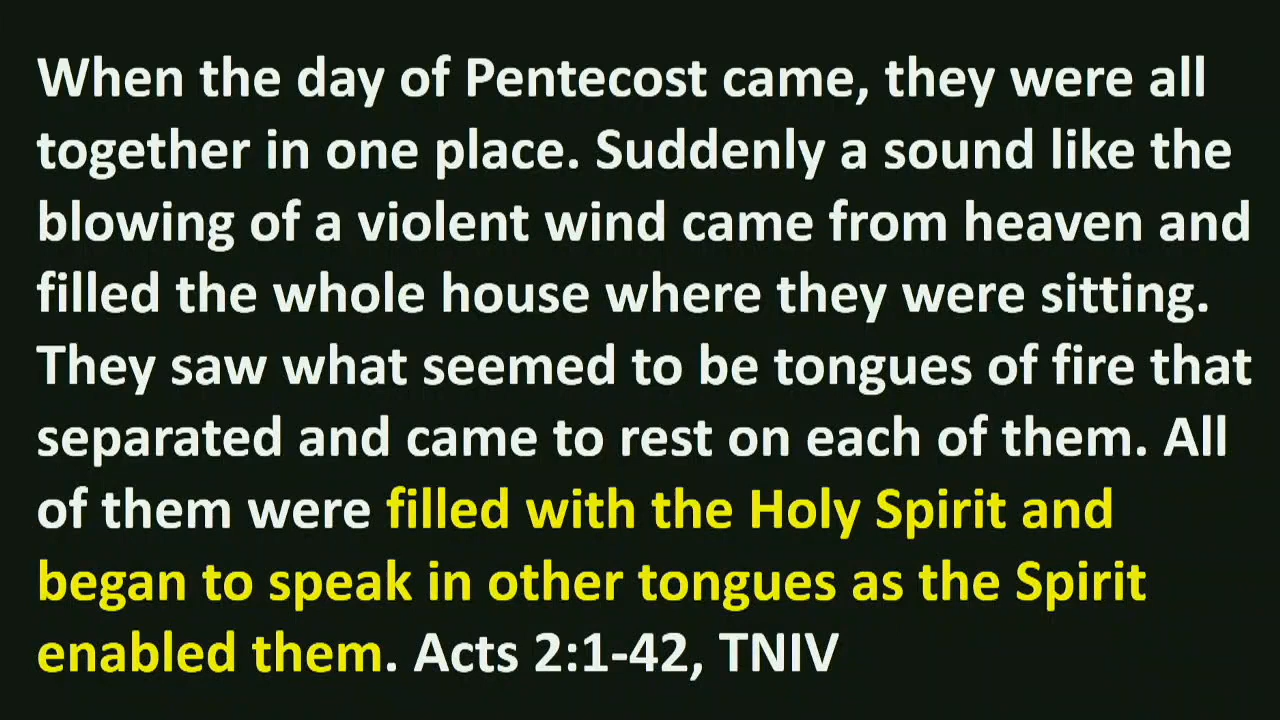 When the day of Pentecost came, they were all
together in one place. Suddenly a sound like the
blowing of a violent wind came from heaven and
filled the whole house where they were sitting.
They saw what seemed to be tongues of fire that
separated and came to rest on each of them. All
of them were filled with the Holy Spirit and
began to speak in other tongues as the Spirit
enabled them. Acts 2:1-42, TNIV